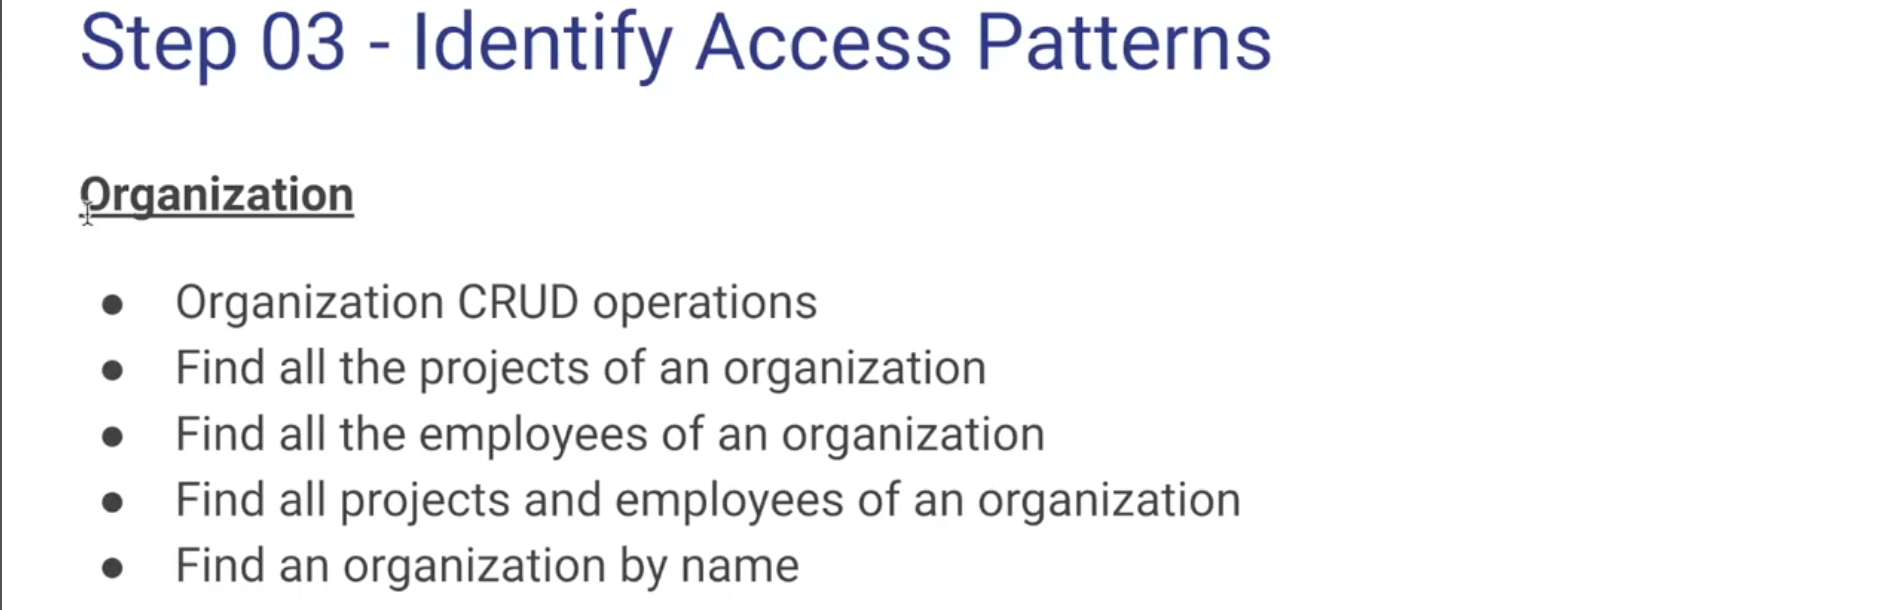 Step 03 - Identify Access Patterns
Organization
● Organization CRUD operations
● Find all the projects of an organization
● Find all the employees of an organization
● Find all projects and employees of an organization
● Find an organization by name